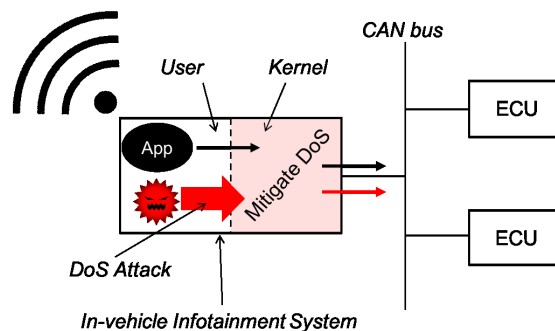 CAN bus
User
Kernel
ECU
App
Mitigate DoS
ECU
DoS Attack
In-vehicle Infotainment System